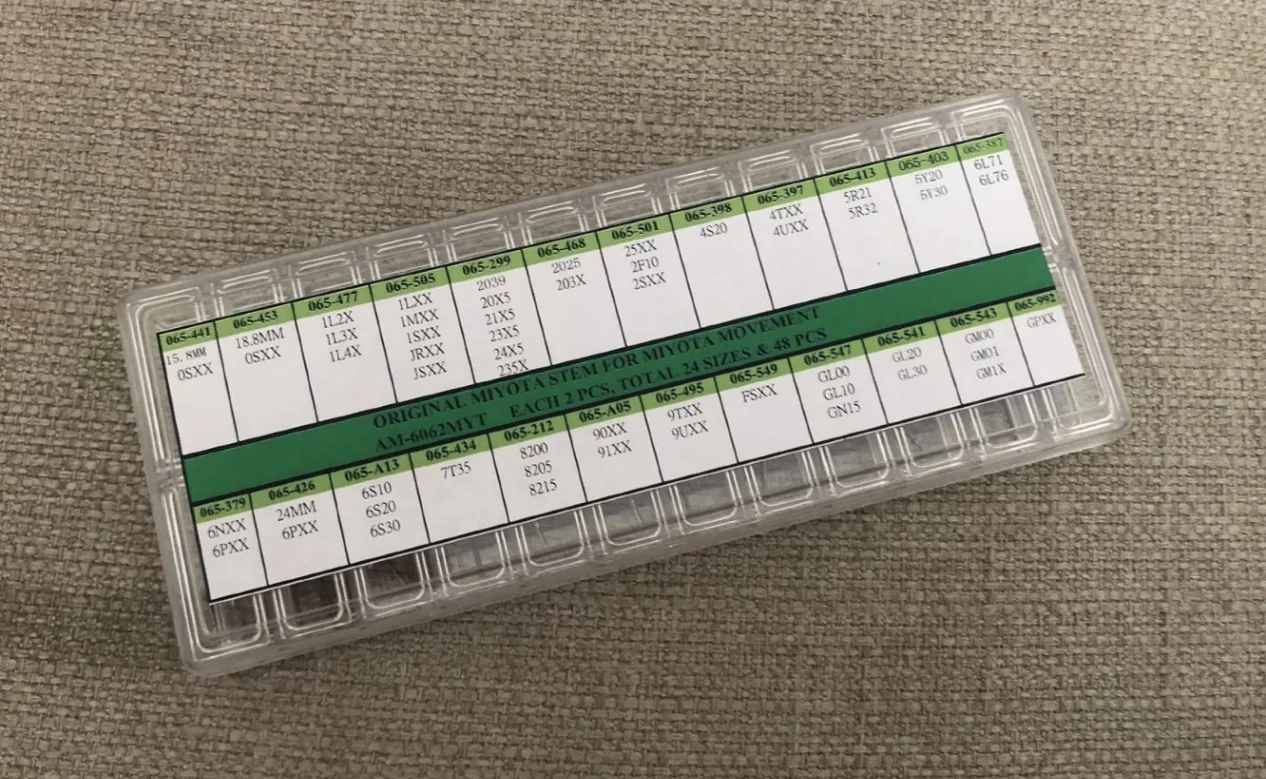 065-441
15.8MM
0SXX
065-453
18.8MM
0SXX
065-477
1L2X
1L3X
1L4X
065-505
1LXX
1MXX
1SXX
JRXX
JSXX
065-299
2039
20X5
21X5
23X5
24X5
235X
065-468
2025
203X
065-501
25XX
2F10
2SXX
065-398
4S20
065-397
4TXX
4UXX
065-413
5R21
5R32
065-403
5Y20
5Y30
065-387
6L71
6L76
ORIGINAL MIYOTA STEM FOR MIYOTA MOVEMENT
AM-6062MYT EACH 2 PCS, TOTAL 24 SIZES & 48 PCS
065-379
6NXX
6PXX
065-426
24MM
6PXX
065-A13
6S10
6S20
6S30
065-434
7T35
065-212
8200
8205
8215
065-A05
90XX
91XX
065-495
9TXX
9UXX
065-549
FSXX
065-547
GL00
GL10
GN15
065-541
GL20
GL30
065-543
GM00
GM01
GM1X
065-992
GPXX